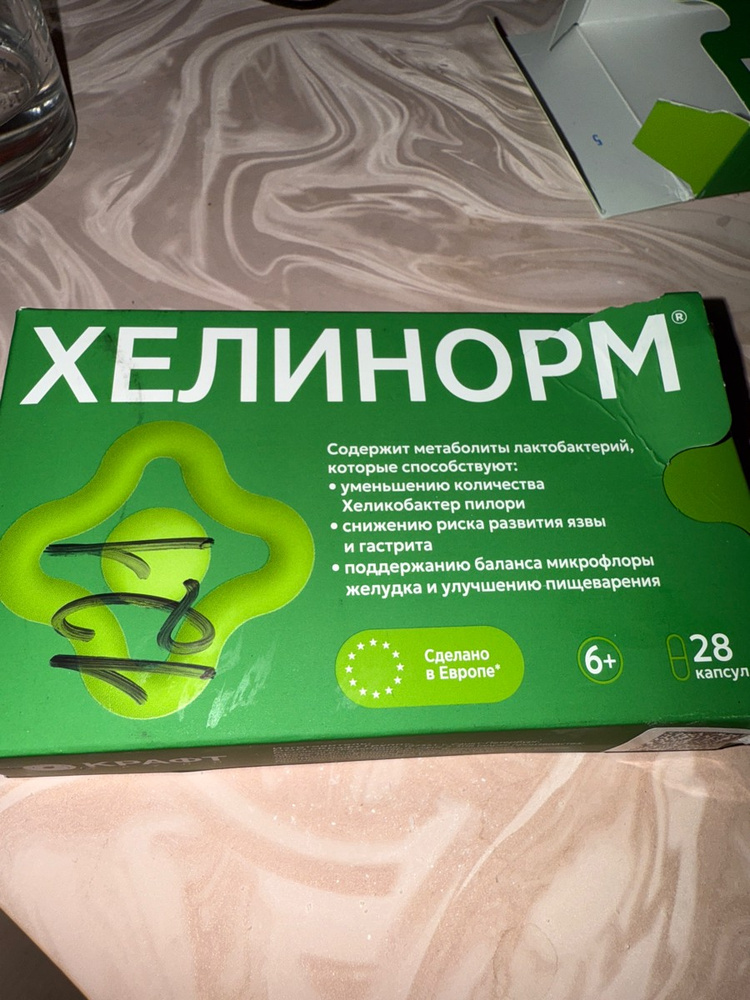 5
ХЕЛИНОРМ®
Содержит метаболиты лактобактерий,
которые способствуют:
• уменьшению количества
Хеликобактер пилори
• снижению риска развития язвы
и гастрита
• поддержанию баланса микрофлоры
желудка и улучшению пищеварения
Сделано
в Европе*
6+
28
капсул
КРАФТ